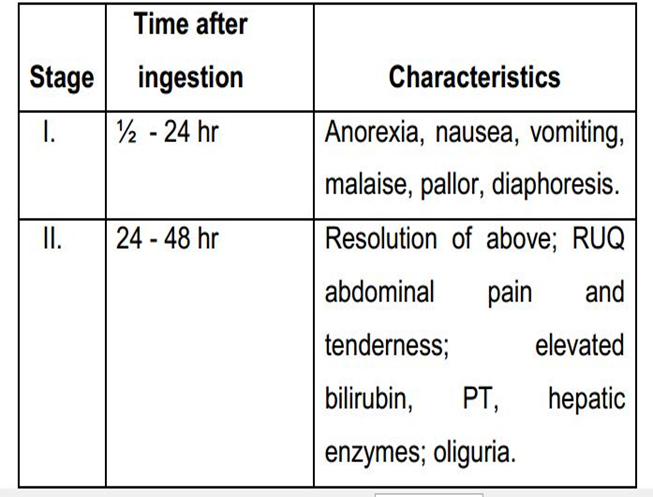 Stage
Time after
ingestion
Characteristics
I.
½ - 24 hr
Anorexia, nausea, vomiting,
malaise, pallor, diaphoresis.
II.
24 - 48 hr
Resolution of above; RUQ
abdominal pain and
tenderness; elevated
bilirubin, PT, hepatic
enzymes; oliguria.